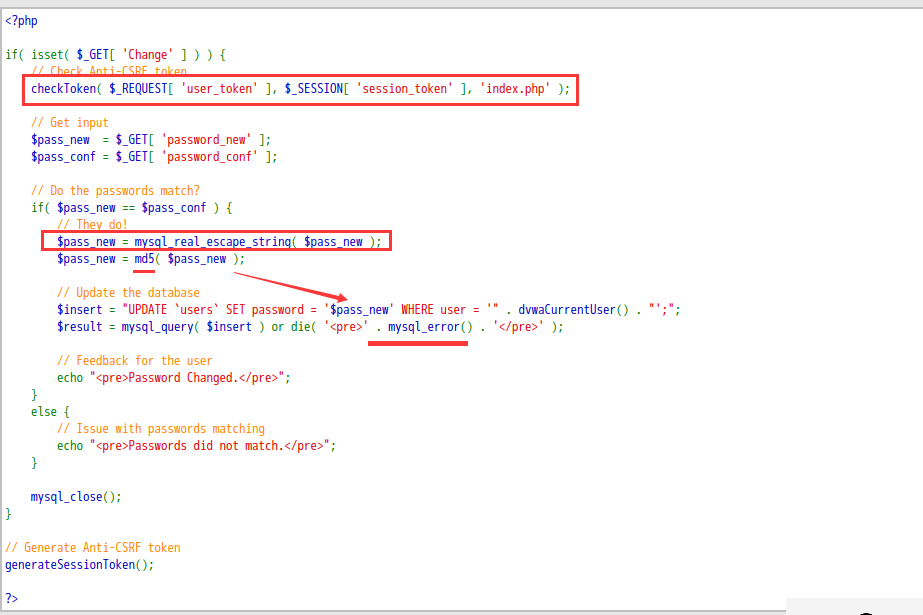 <?php
if( isset( $_GET[ 'Change' ] ) ) {
// Check Anti-CSRF token
checkToken( $_REQUEST[ 'user_token' ], $_SESSION[ 'session_token' ], 'index.php' );
// Get input
$pass_new  = $_GET[ 'password_new' ];
$pass_conf = $_GET[ 'password_conf' ];
// Do the passwords match?
if( $pass_new == $pass_conf ) {
// They do!
$pass_new = mysql_real_escape_string( $pass_new );
$pass_new = md5( $pass_new );
// Update the database
$insert = "UPDATE `users` SET password = '$pass_new' WHERE user = '" . dvwaCurrentUser() . "';";
$result = mysql_query( $insert ) or die( '<pre>' . mysql_error() . '</pre>' );
// Feedback for the user
echo "<pre>Password Changed.</pre>";
}
else {
// Issue with passwords matching
echo "<pre>Passwords did not match.</pre>";
}
mysql_close();
}
// Generate Anti-CSRF token
generateSessionToken();
?>